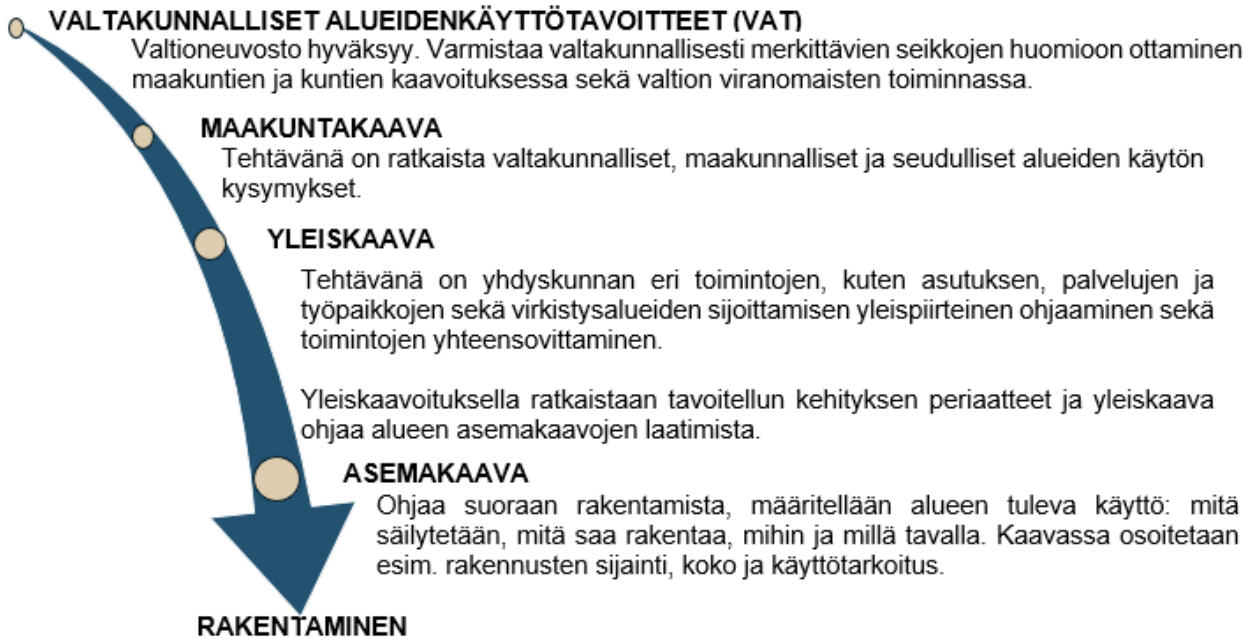 VALTAKUNNALLISET ALUEIDENKÄYTTÖTAVOITTEET (VAT)
Valtioneuvosto hyväksyy. Varmistaa valtakunnallisesti merkittävien seikkojen huomioon ottaminen
maakuntien ja kuntien kaavoituksessa sekä valtion viranomaisten toiminnassa.
MAAKUNTAKAAVA
Tehtävänä on ratkaista valtakunnalliset, maakunnalliset ja seudulliset alueiden käytön
kysymykset.
YLEISKAAVA
Tehtävänä on yhdyskunnan eri toimintojen, kuten asutuksen, palvelujen ja
työpaikkojen sekä virkistysalueiden sijoittamisen yleispiirteinen ohjaaminen sekä
toimintojen yhteensovittaminen.
Yleiskaavoituksella ratkaistaan tavoitellun kehityksen periaatteet ja yleiskaava
ohjaa alueen asemakaavojen laatimista.
ASEMAKAAVA
Ohjaa suoraan rakentamista, määritellään alueen tuleva käyttö: mitä
säilytetään, mitä saa rakentaa, mihin ja millä tavalla. Kaavassa osoitetaan
esim. rakennusten sijainti, koko ja käyttötarkoitus.
RAKENTAMINEN